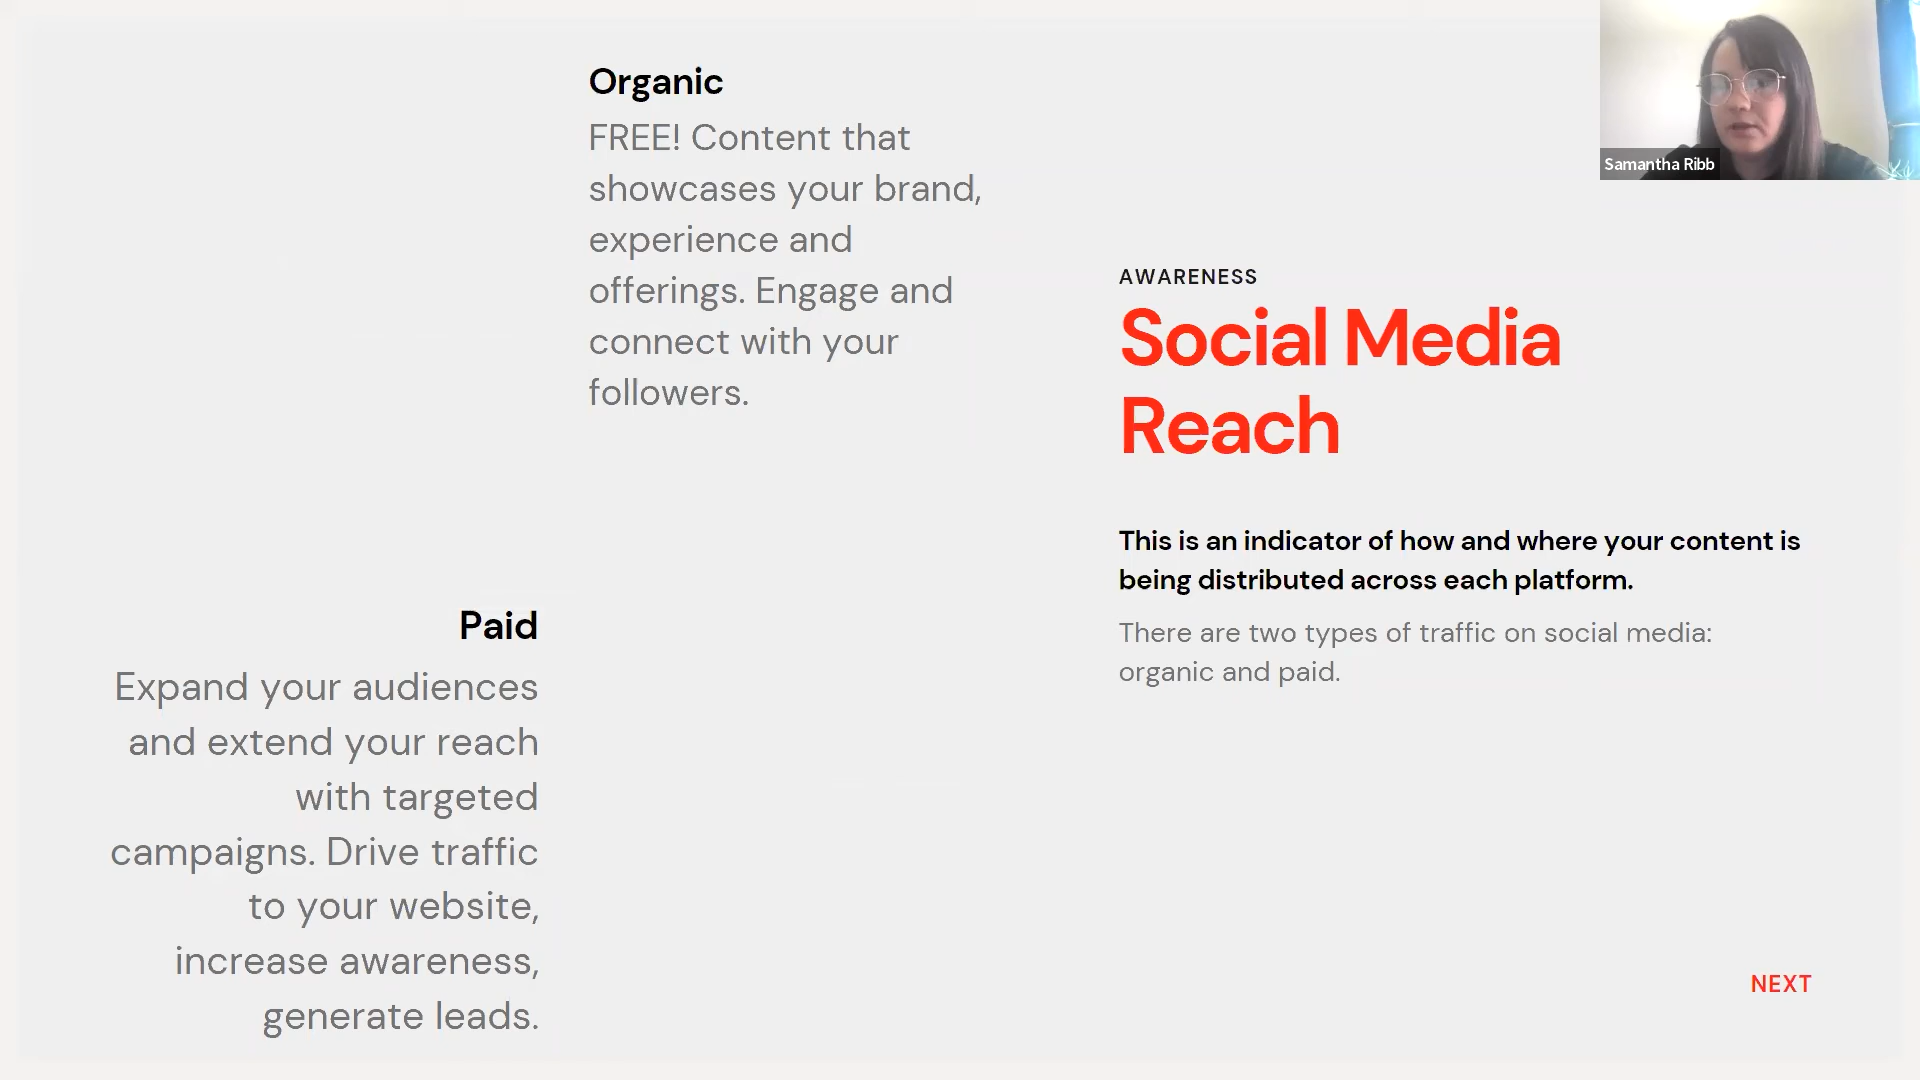 Organic
FREE! Content that
showcases your brand,
experience and
offerings. Engage and
connect with your
followers.
Paid
Expand your audiences
and extend your reach
with targeted
campaigns. Drive traffic
to your website,
increase awareness,
generate leads.
Samantha Ribb
AWARENESS
Social Media
Reach
This is an indicator of how and where your content is
being distributed across each platform.
There are two types of traffic on social media:
organic and paid.
NEXT